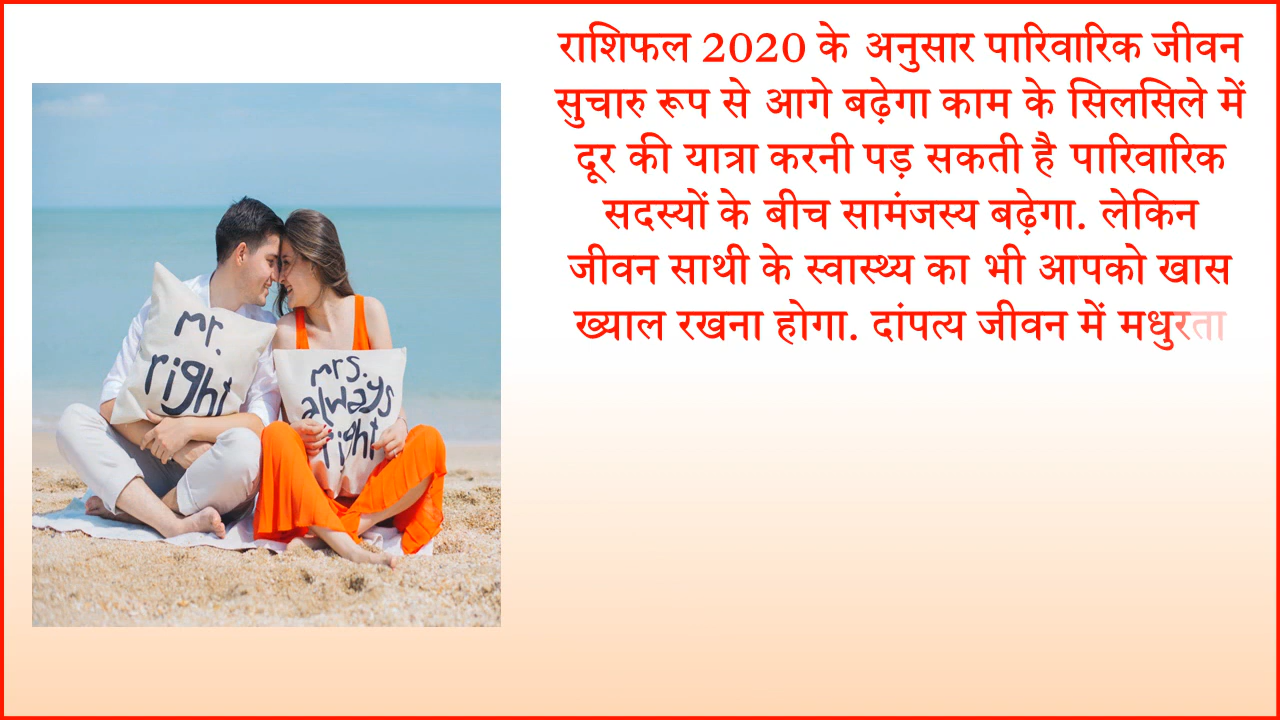 राशिफल 2020 के अनुसार पारिवारिक जीवन
सुचारु रूप से आगे बढ़ेगा काम के सिलसिले में
दूर की यात्रा करनी पड़ सकती है पारिवारिक
सदस्यों के बीच सामंजस्य बढ़ेगा. लेकिन
जीवन साथी के स्वास्थ्य का भी आपको खास
ख्याल रखना होगा. दांपत्य जीवन में मधुरता
mr.
right
mrs.
always
right